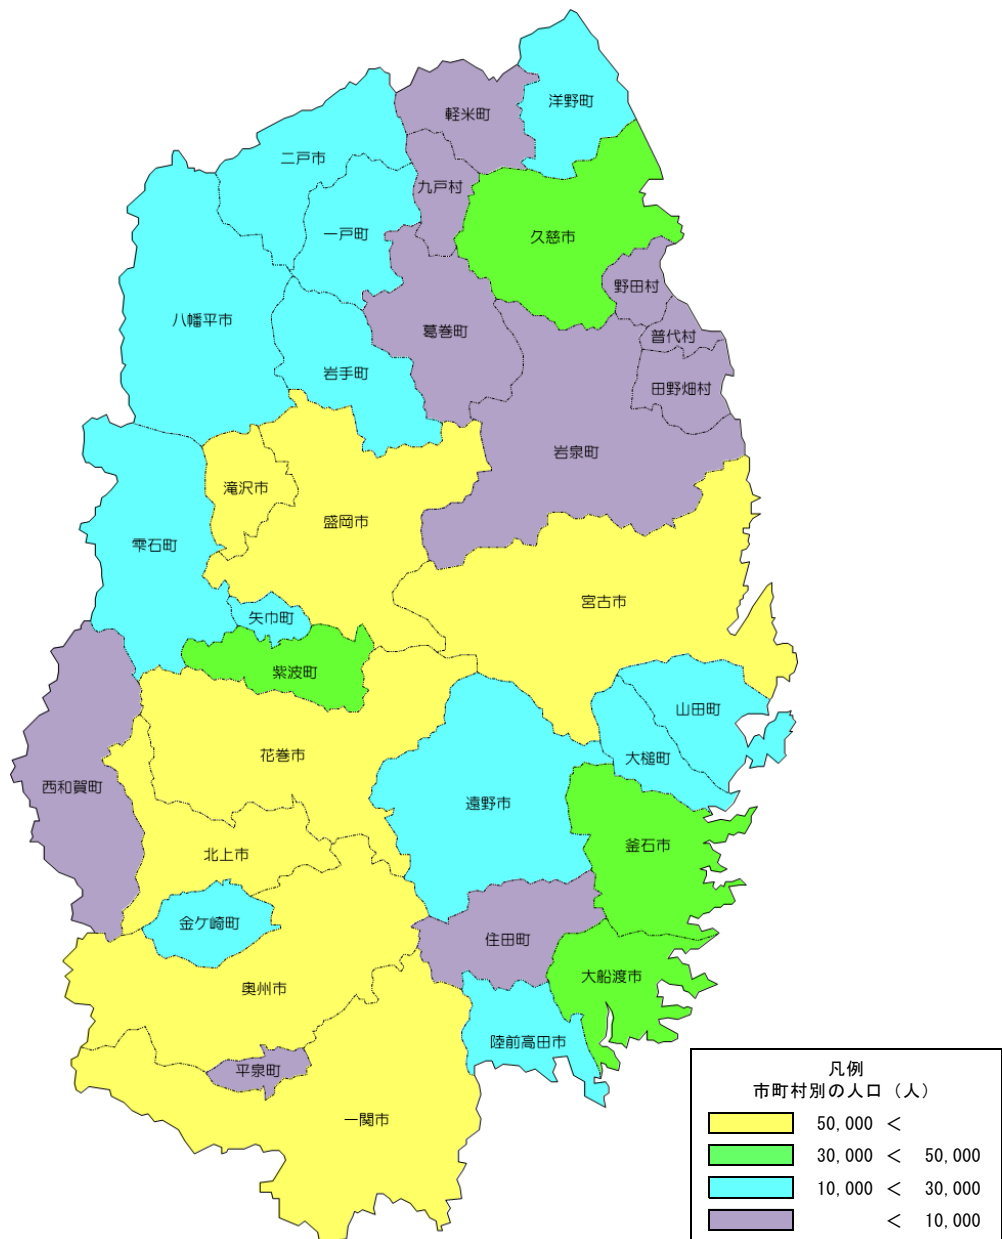 洋野町
軽米町
二戸市
九戸村
一戸町
久慈市
野田村
八幡平市
葛巻町
普代村
岩手町
田野畑村
岩泉町
滝沢市
盛岡市
雫石町
宮古市
矢巾町
紫波町
山田町
花巻市
大槌町
西和賀町
遠野市
釜石市
北上市
金ケ崎町
住田町
大船渡市
奥州市
陸前高田市
平泉町
一関市
凡例
市町村別の人口（人）
50,000 <
30,000 < 50,000
10,000 < 30,000
< 10,000